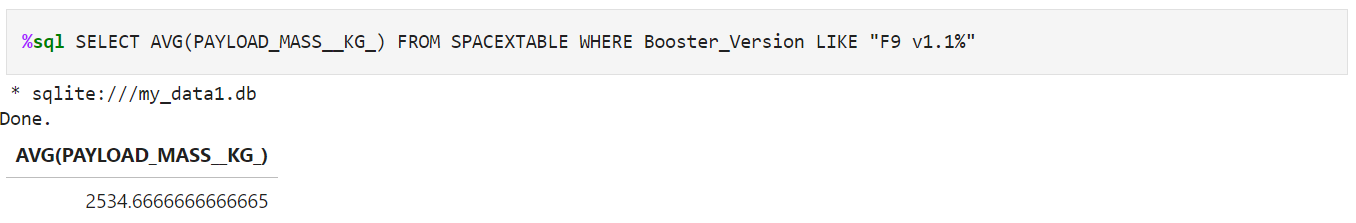 %sql SELECT AVG(PAYLOAD_MASS__KG_) FROM SPACEXTABLE WHERE Booster_Version LIKE "F9 v1.1%"
* sqlite:///my_data1.db
Done.
AVG(PAYLOAD_MASS__KG_)
2534.6666666666665